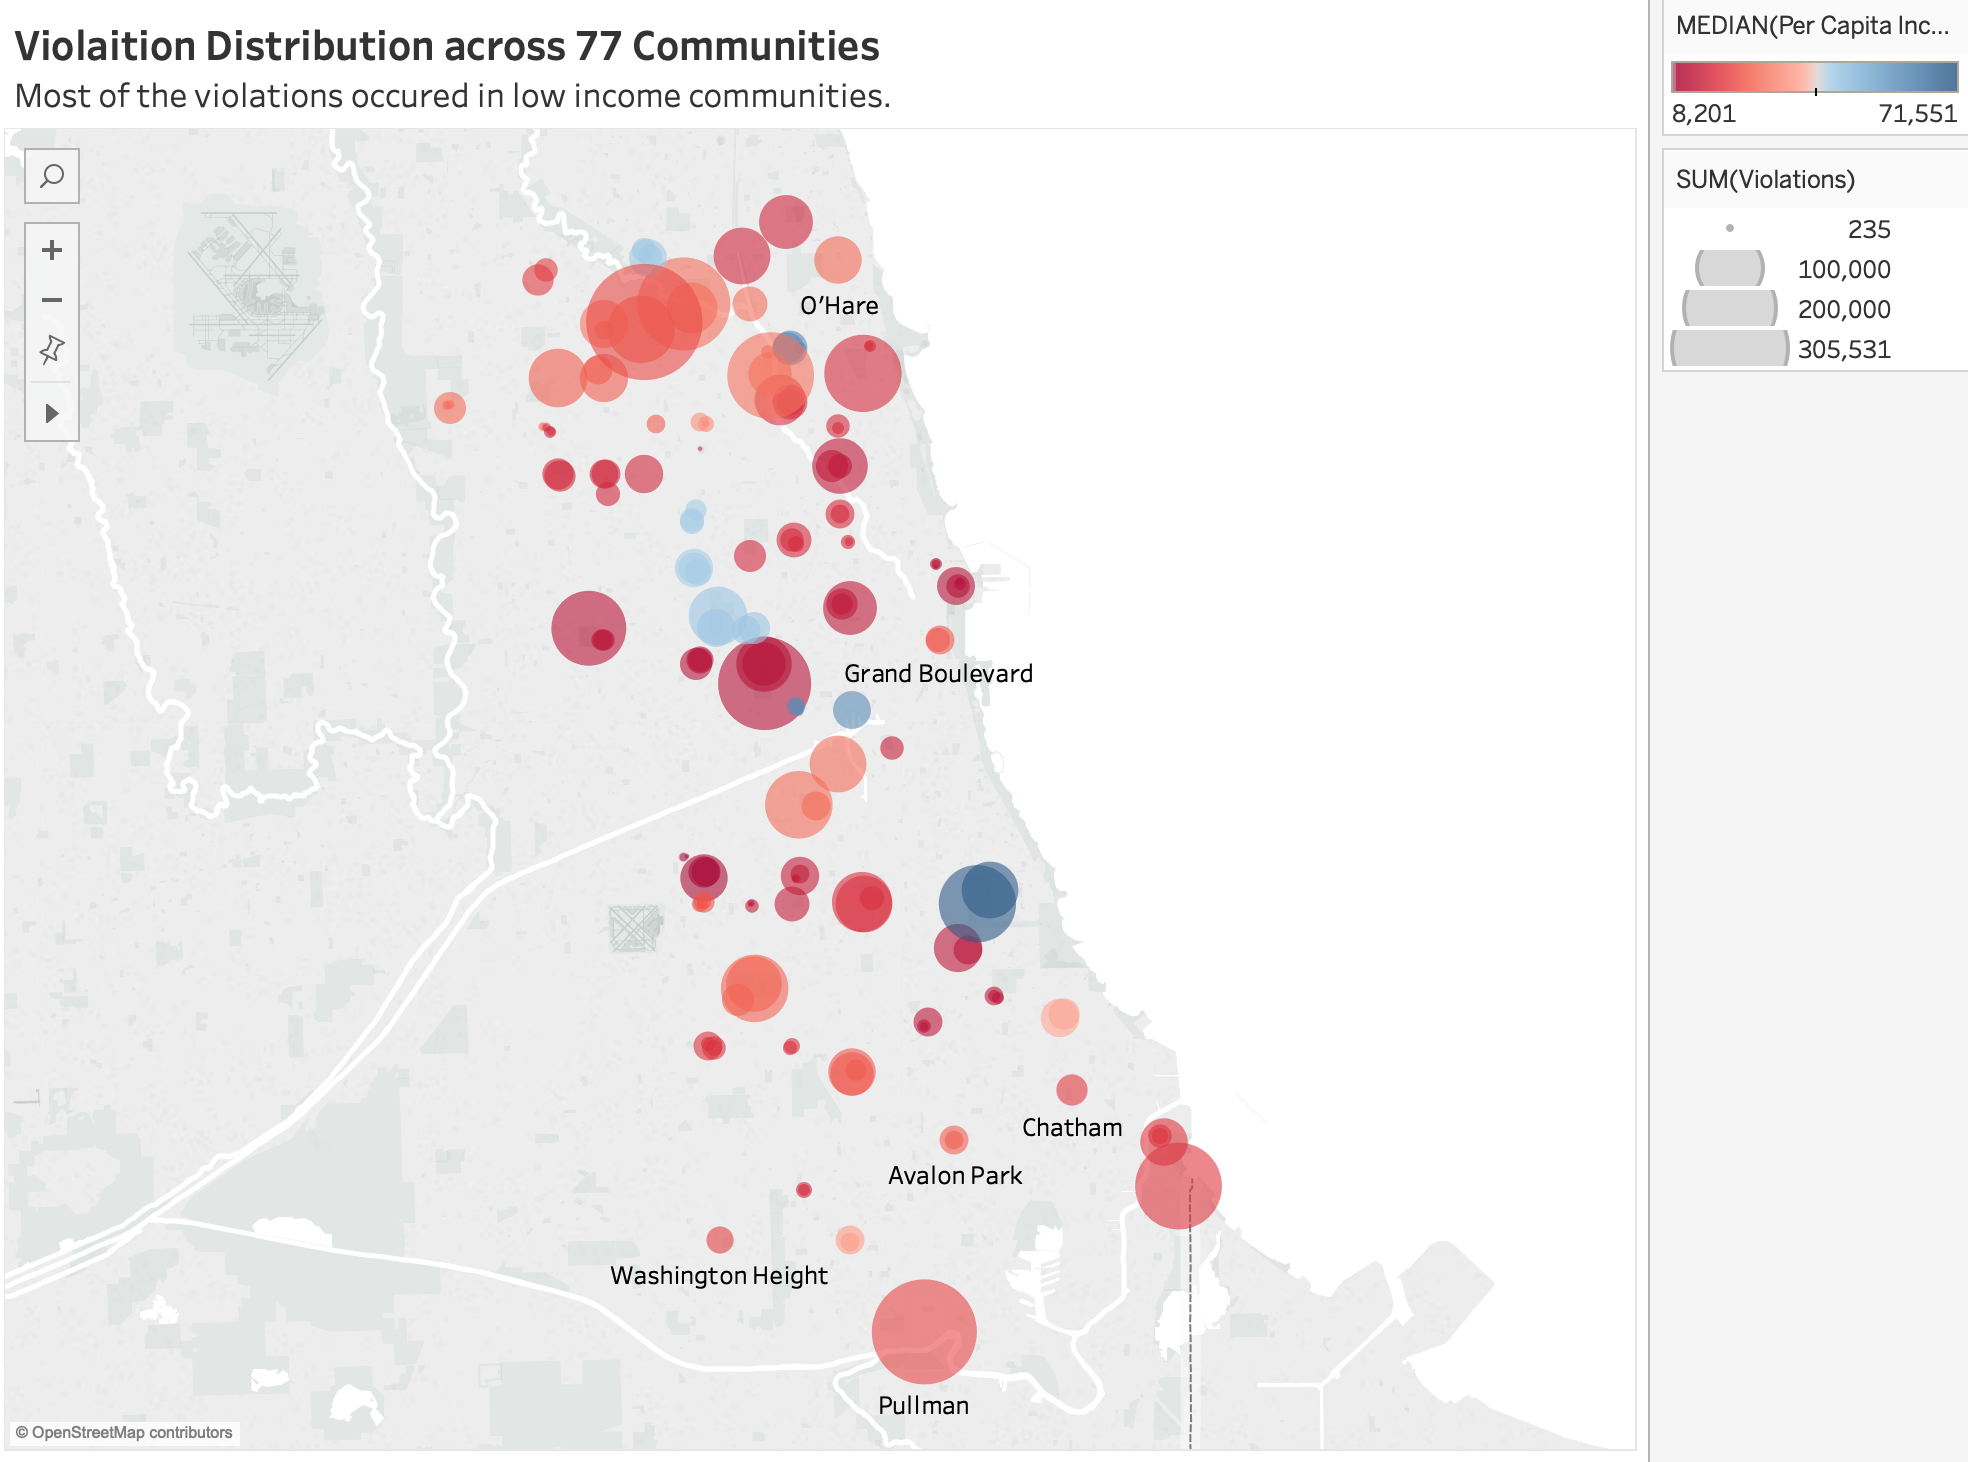 Violaition Distribution across 77 Communities
Most of the violations occured in low income communities.
MEDIAN(Per Capita Inc...
8,201 71,551
SUM(Violations)
235
100,000
200,000
305,531
O'Hare
Grand Boulevard
Chatham
Avalon Park
Washington Height
Pullman
© OpenStreetMap contributors